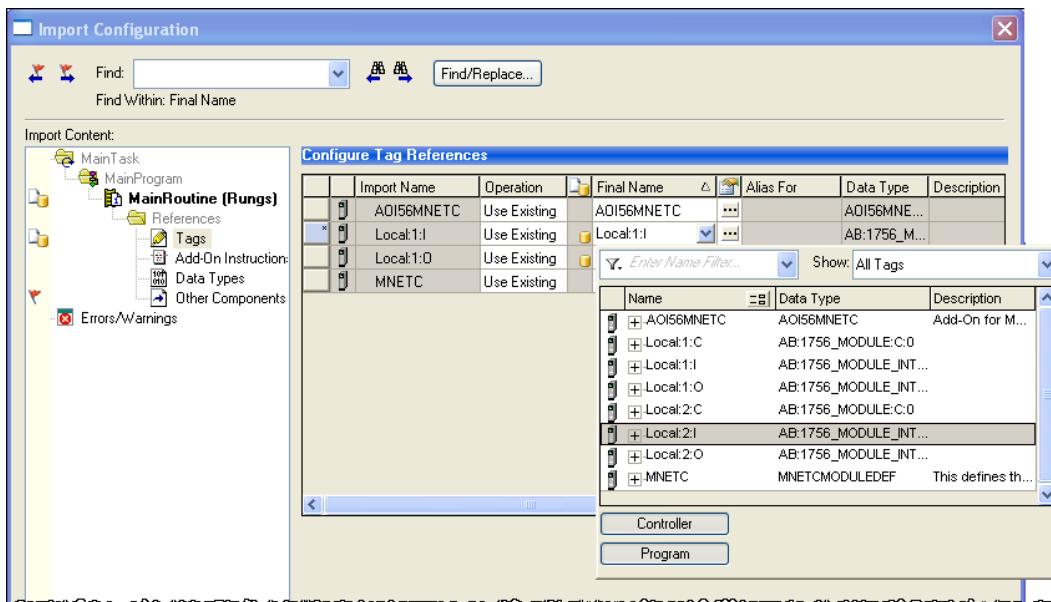 Import Configuration
Find: Find/Replace...
Find Within: Final Name
Import Content:
MainTask
MainProgram
MainRoutine (Rungs)
References
Tags
Add-On Instruction:
Data Types
Other Components
Errors/Warnings
Configure Tag References
Import Name Operation Final Name Alias For Data Type Description
AOI56MNETC Use Existing AOI56MNETC ... AOI56MNE...
Local:1:I Use Existing Local:1:I ... AB:1756_M...
Local:1:O Use Existing
MNETC Use Existing
Enter Name Filter... Show: All Tags
Name Data Type Description
AOI56MNETC AOI56MNETC Add-On for M...
Local:1:C AB:1756_MODULE:C:0
Local:1:I AB:1756_MODULE_INT...
Local:1:O AB:1756_MODULE_INT...
Local:2:C AB:1756_MODULE:C:0
Local:2:I AB:1756_MODULE_INT...
Local:2:O AB:1756_MODULE_INT...
MNETC MNETCMODULEDEF This defines th...
Controller
Program